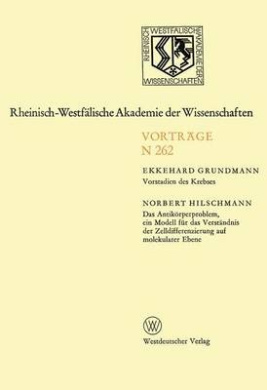 RHEINISCH-
WESTFÄLISCHE
AKADEMIE DER
WISSENSCHAFTEN
Rheinisch-Westfälische Akademie der Wissenschaften
VORTRÄGE
N 262
EKKEHARD GRUNDMANN
Vorstadien des Krebses
NORBERT HILSCHMANN
Das Antikörperproblem,
ein Modell für das Verständnis
der Zelldifferenzierung auf
molekularer Ebene
Westdeutscher Verlag